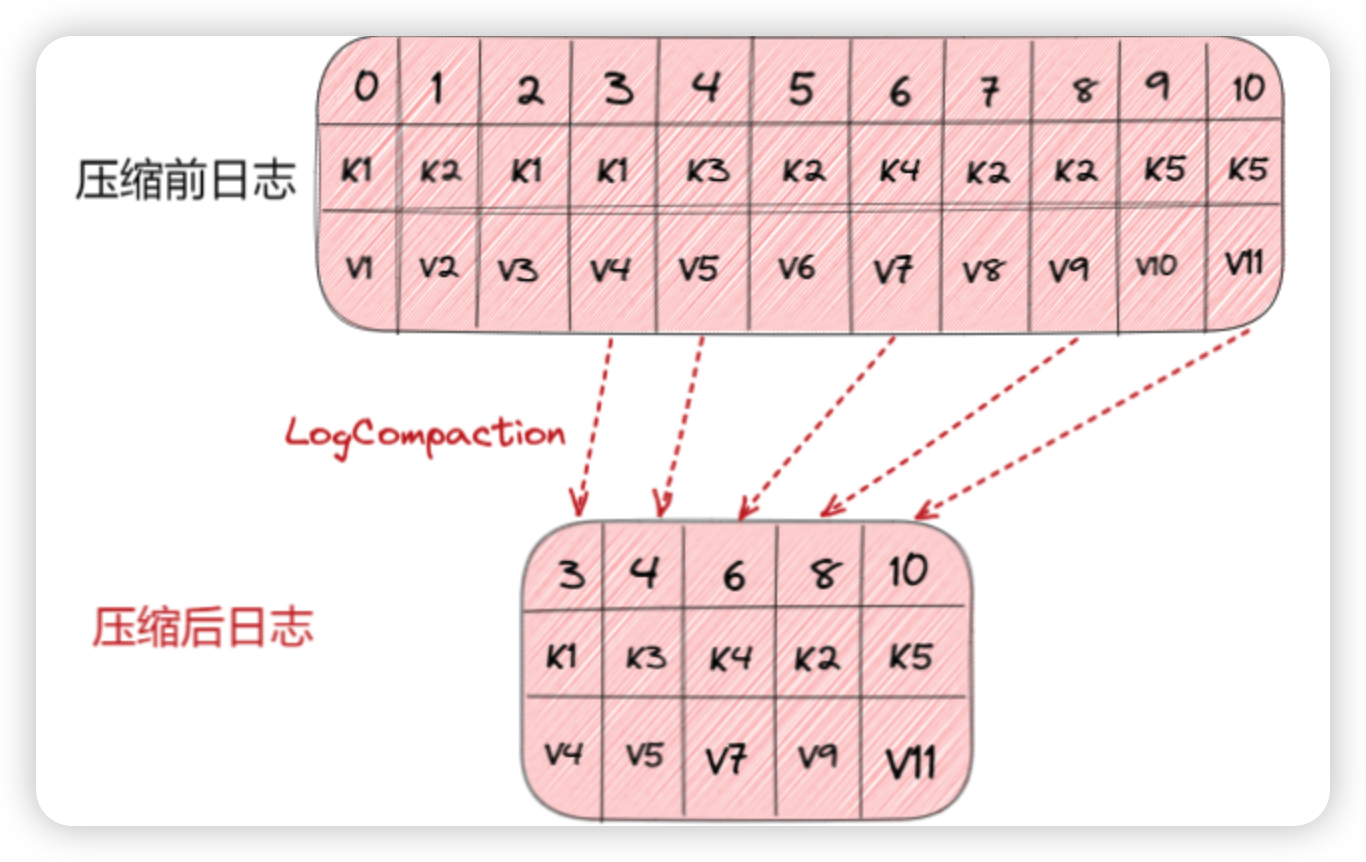 0 1 2 3 4 5 6 7 8 9 10
压缩前日志
K1 K2 K1 K1 K3 K2 K4 K2 K2 K5 K5
V1 V2 V3 V4 V5 V6 V7 V8 V9 V10 V11
LogCompaction
3 4 6 8 10
压缩后日志
K1 K3 K4 K2 K5
V4 V5 V7 V9 V11